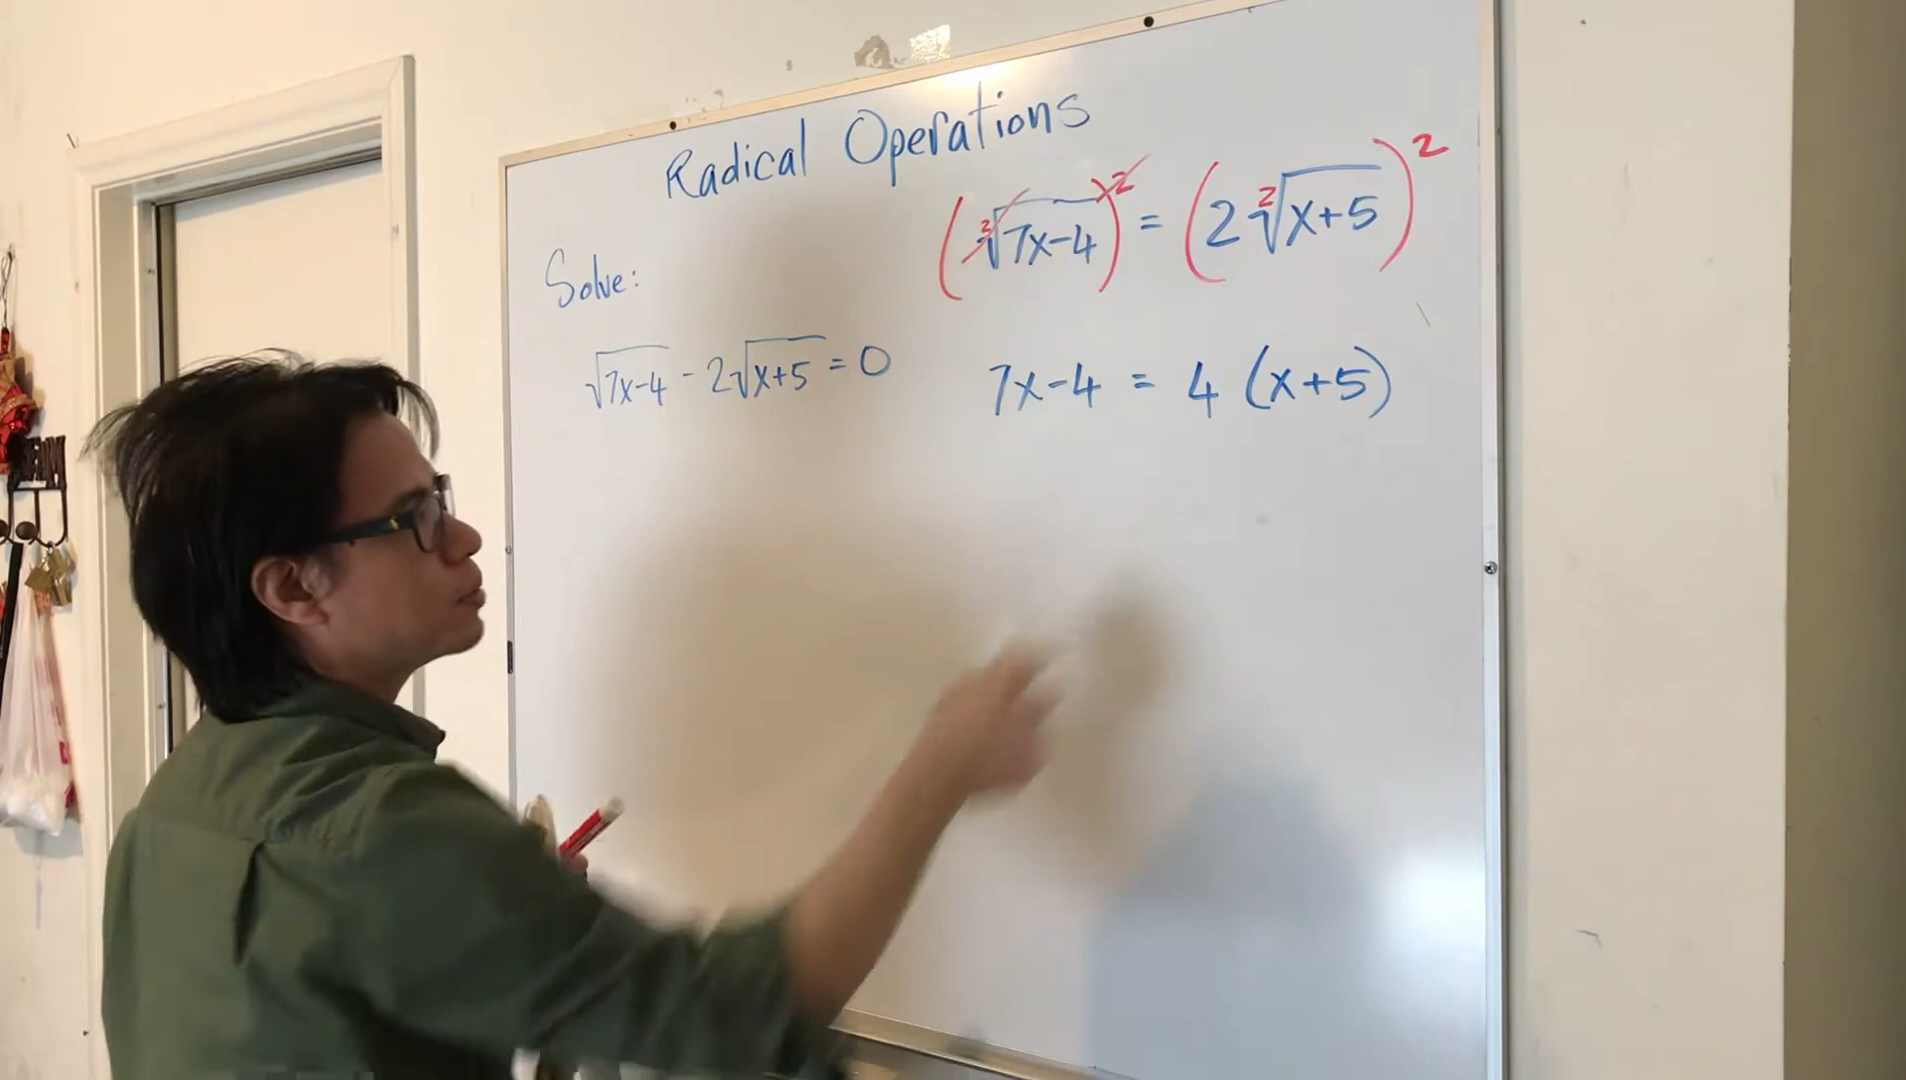 Radical Operations
Solve:
√7x-4 - 2√x+5 = 0
(²√7x-4)² = (2 ²√x+5)²
7x-4 = 4 (x+5)